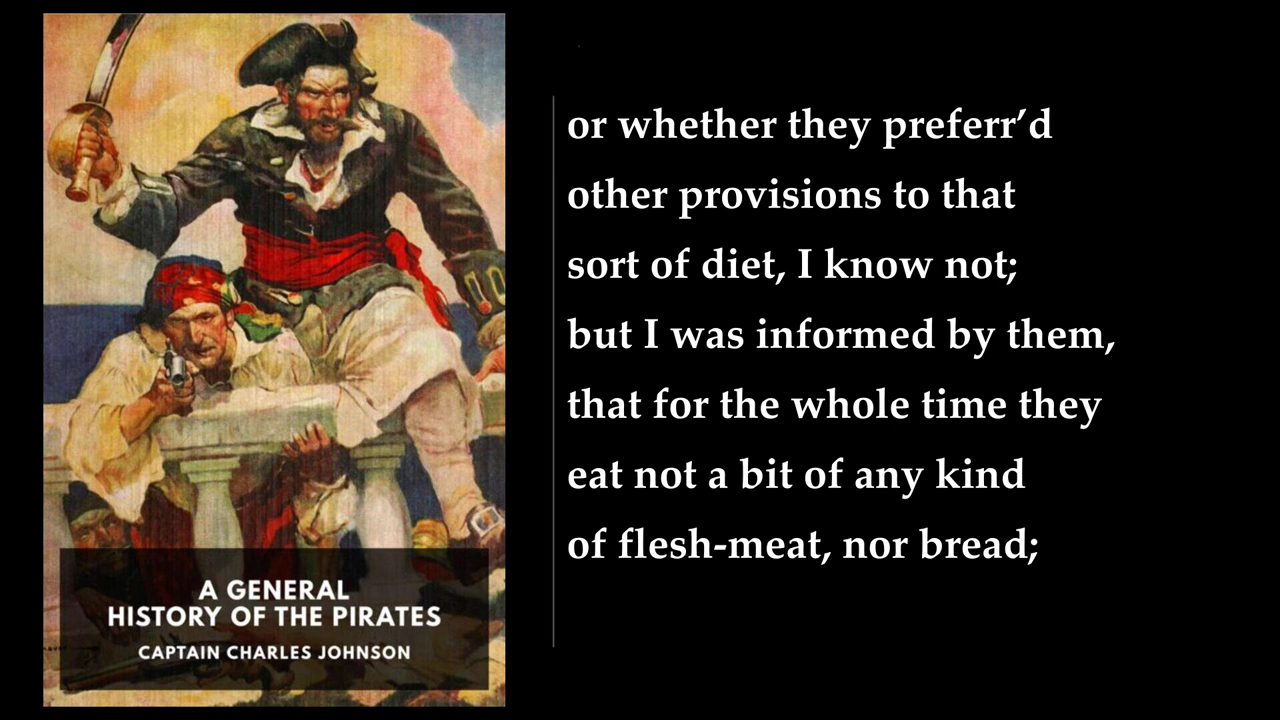 A GENERAL
HISTORY OF THE PIRATES
CAPTAIN CHARLES JOHNSON
or whether they preferr’d
other provisions to that
sort of diet, I know not;
but I was informed by them,
that for the whole time they
eat not a bit of any kind
of flesh-meat, nor bread;